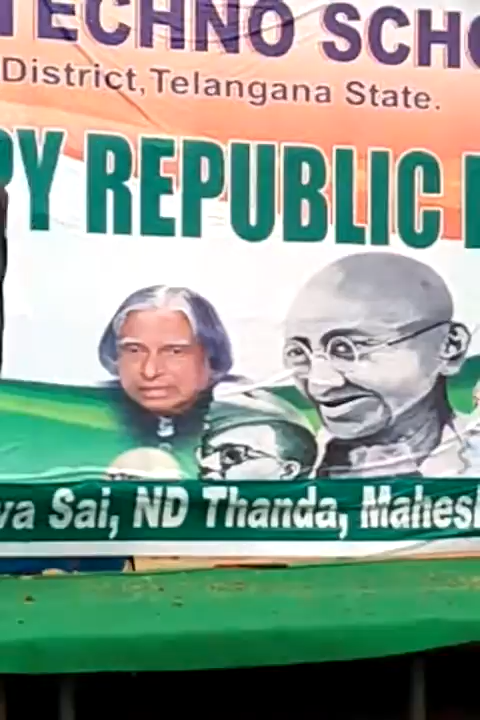 TECHNO SCHO
District, Telangana State.
PY REPUBLIC
va Sai, ND Thanda, Mahesh